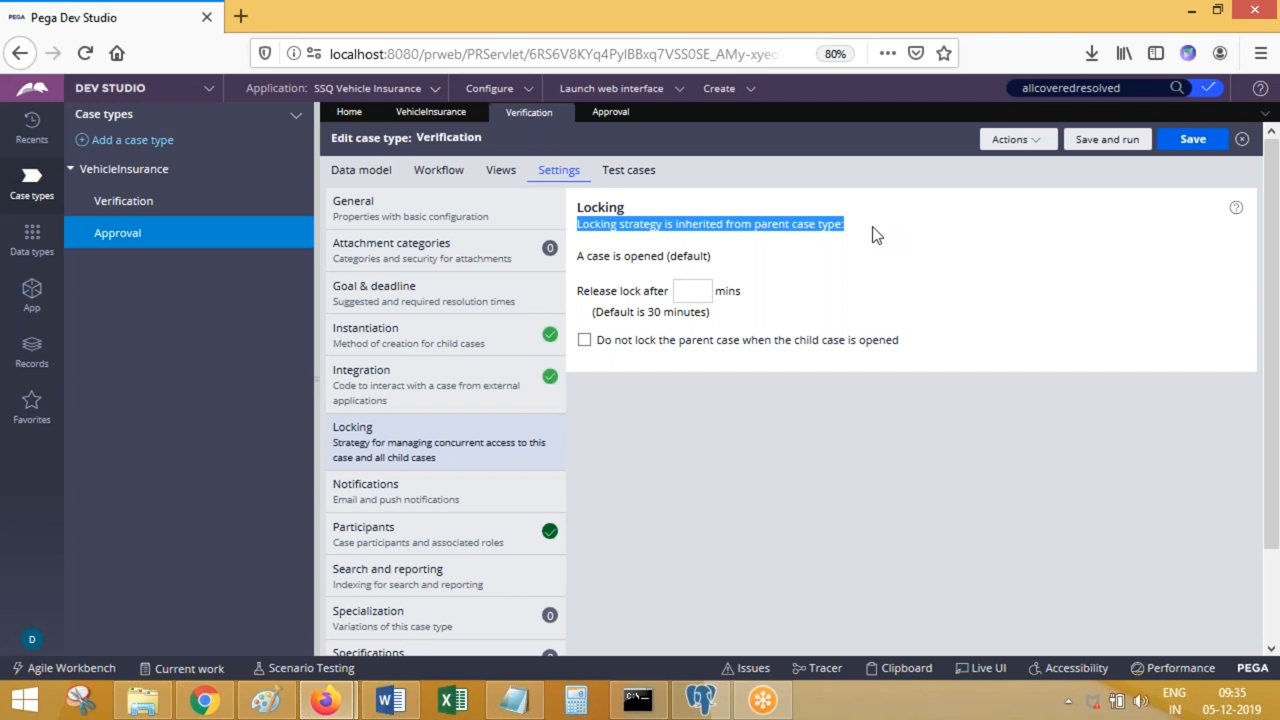 PEGA Pega Dev Studio
localhost:8080/prweb/PRServlet/6RS6V8KYq4PylBBxq7VSS0SE_AMy-xyeo
80%
DEV STUDIO
Application: SSQ Vehicle Insurance
Configure
Launch web interface
Create
allcoveredresolved
Recents
Case types
Data types
App
Records
Favorites
D
Case types
Add a case type
VehicleInsurance
Verification
Approval
Home
VehicleInsurance
Verification
Approval
Edit case type: Verification
Actions
Save and run
Save
Data model
Workflow
Views
Settings
Test cases
General
Properties with basic configuration
Attachment categories
Categories and security for attachments
0
Goal & deadline
Suggested and required resolution times
Instantiation
Method of creation for child cases
Integration
Code to interact with a case from external
applications
Locking
Strategy for managing concurrent access to this
case and all child cases
Notifications
Email and push notifications
Participants
Case participants and associated roles
Search and reporting
Indexing for search and reporting
Specialization
Variations of this case type
0
Specifications
Locking
Locking strategy is inherited from parent case type:
A case is opened (default)
Release lock after mins
(Default is 30 minutes)
Do not lock the parent case when the child case is opened
Agile Workbench
Current work
Scenario Testing
Issues
Tracer
Clipboard
Live UI
Accessibility
Performance
PEGA
ENG
IN
09:35
05-12-2019